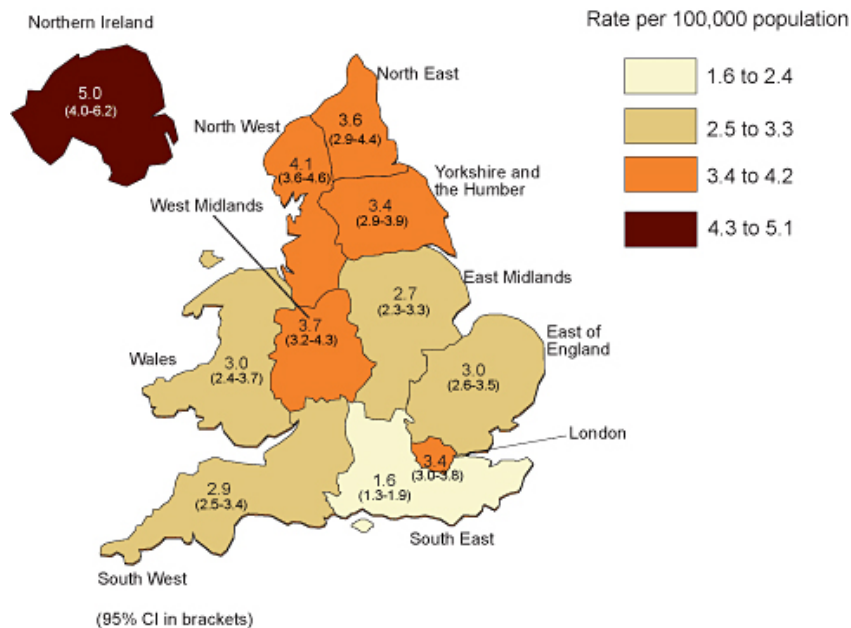 Northern Ireland
Rate per 100,000 population
1.6 to 2.4
2.5 to 3.3
3.4 to 4.2
4.3 to 5.1
5.0
(4.0-6.2)
North East
3.6
(2.9-4.4)
North West
4.1
(3.6-4.6)
Yorkshire and
the Humber
3.4
(2.9-3.9)
West Midlands
3.7
(3.2-4.3)
East Midlands
2.7
(2.3-3.3)
East of
England
3.0
(2.6-3.5)
Wales
3.0
(2.4-3.7)
London
3.4
(3.0-3.8)
1.6
(1.3-1.9)
South East
2.9
(2.5-3.4)
South West
(95% CI in brackets)